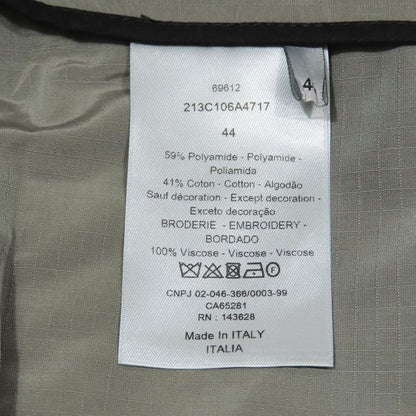 4
69612
213C106A4717
44
59% Polyamide - Polyamide -
Poliamida
41% Coton - Cotton - Algodão
Sauf décoration - Except decoration -
Exceto decoração
BRODERIE - EMBROIDERY -
BORDADO
100% Viscose - Viscose - Viscose
CNPJ 02-046-366/0003-99
CA65281
RN : 143628
Made In ITALY
ITALIA